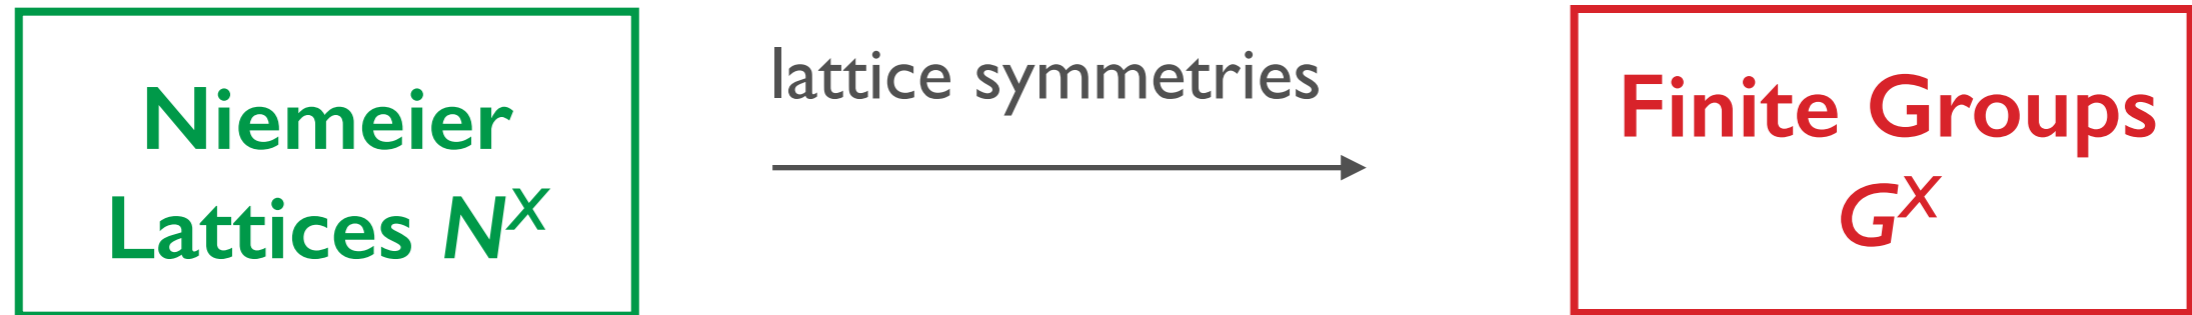 Niemeier
Lattices N^X
lattice symmetries
Finite Groups
G^X